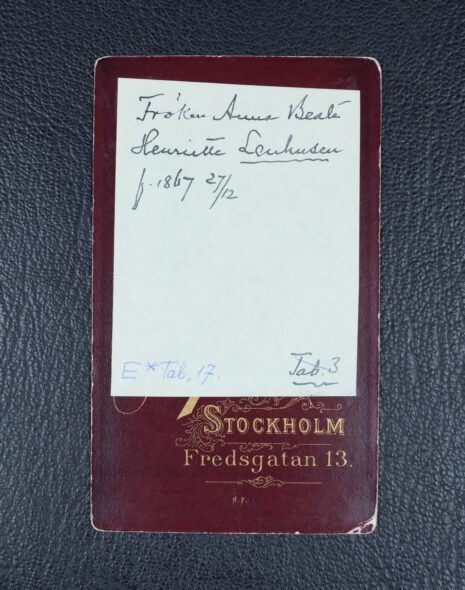 Fröken Anna Beata
Henriette Leuhusen
f. 1867 27/12
E*Tab. 17.
Tab. 3
STOCKHOLM
Fredsgatan 13.